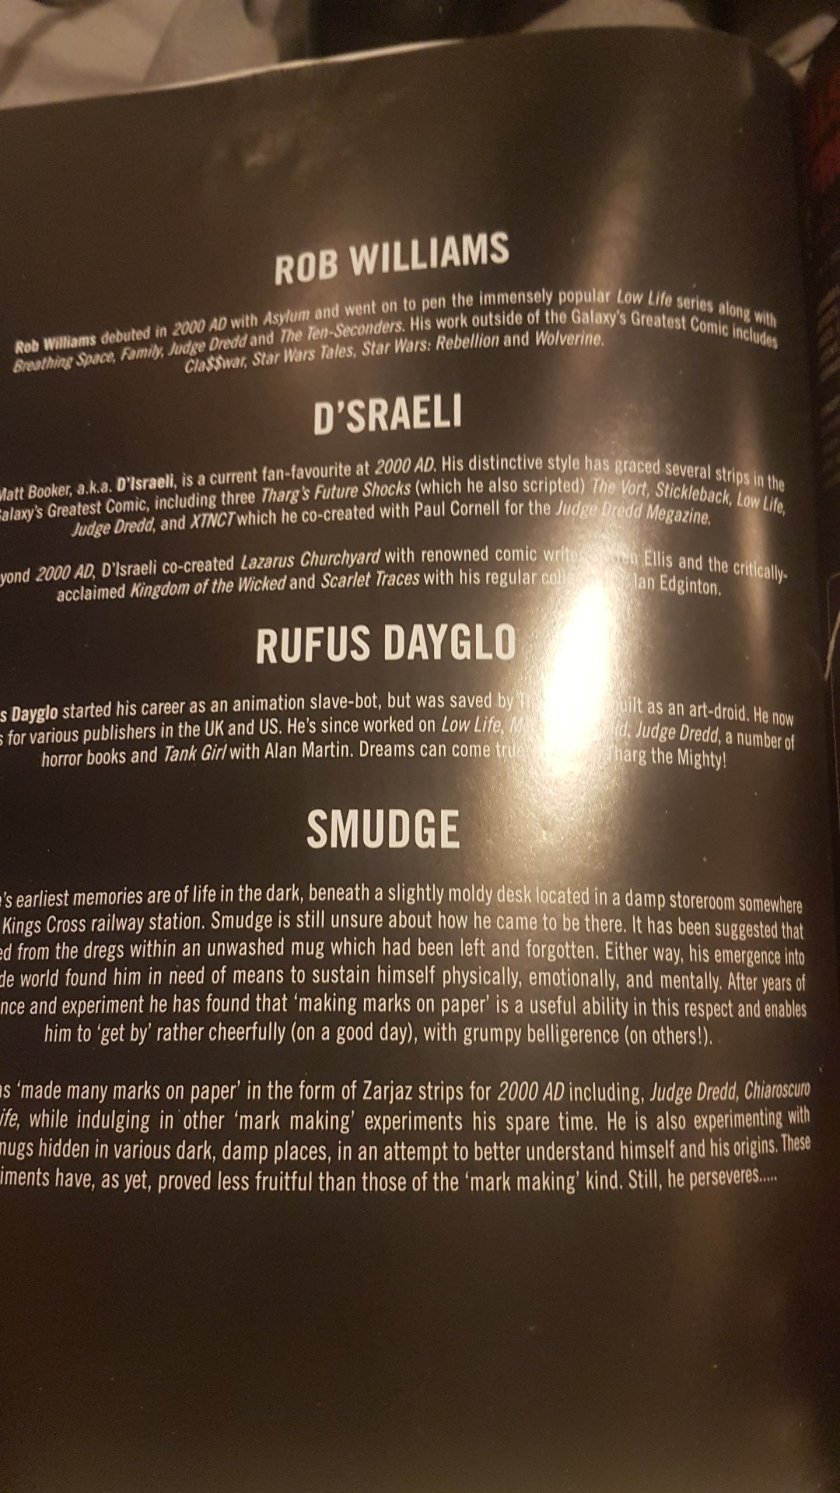 ROB WILLIAMS
Rob Williams debuted in 2000 AD with Asylum and went on to pen the immensely popular Low Life series along with
Breathing Space, Family, Judge Dredd and The Ten-Seconders. His work outside of the Galaxy's Greatest Comic includes
Cla$$war, Star Wars Tales, Star Wars: Rebellion and Wolverine.
D'SRAELI
Matt Booker, a.k.a. D'Israeli, is a current fan-favourite at 2000 AD. His distinctive style has graced several strips in the
Galaxy's Greatest Comic, including three Tharg's Future Shocks (which he also scripted) The Vort, Stickleback, Low Life,
Judge Dredd, and XTNCT which he co-created with Paul Cornell for the Judge Dredd Megazine.
yond 2000 AD, D'Israeli co-created Lazarus Churchyard with renowned comic Ellis and the critically-
acclaimed Kingdom of the Wicked and Scarlet Traces with his regular Ian Edginton.
RUFUS DAYGLO
s Dayglo started his career as an animation slave-bot, but was saved by as an art-droid. He now
s for various publishers in the UK and US. He's since worked on Low Life, Judge Dredd, a number of
horror books and Tank Girl with Alan Martin. Dreams can come Tharg the Mighty!
SMUDGE
's earliest memories are of life in the dark, beneath a slightly moldy desk located in a damp storeroom somewhere
Kings Cross railway station. Smudge is still unsure about how he came to be there. It has been suggested that
ed from the dregs within an unwashed mug which had been left and forgotten. Either way, his emergence into
de world found him in need of means to sustain himself physically, emotionally, and mentally. After years of
nce and experiment he has found that 'making marks on paper' is a useful ability in this respect and enables
him to 'get by' rather cheerfully (on a good day), with grumpy belligerence (on others!).
as 'made many marks on paper' in the form of Zarjaz strips for 2000 AD including, Judge Dredd, Chiaroscuro
ife, while indulging in other 'mark making' experiments his spare time. He is also experimenting with
mugs hidden in various dark, damp places, in an attempt to better understand himself and his origins. These
iments have, as yet, proved less fruitful than those of the 'mark making' kind. Still, he perseveres.....